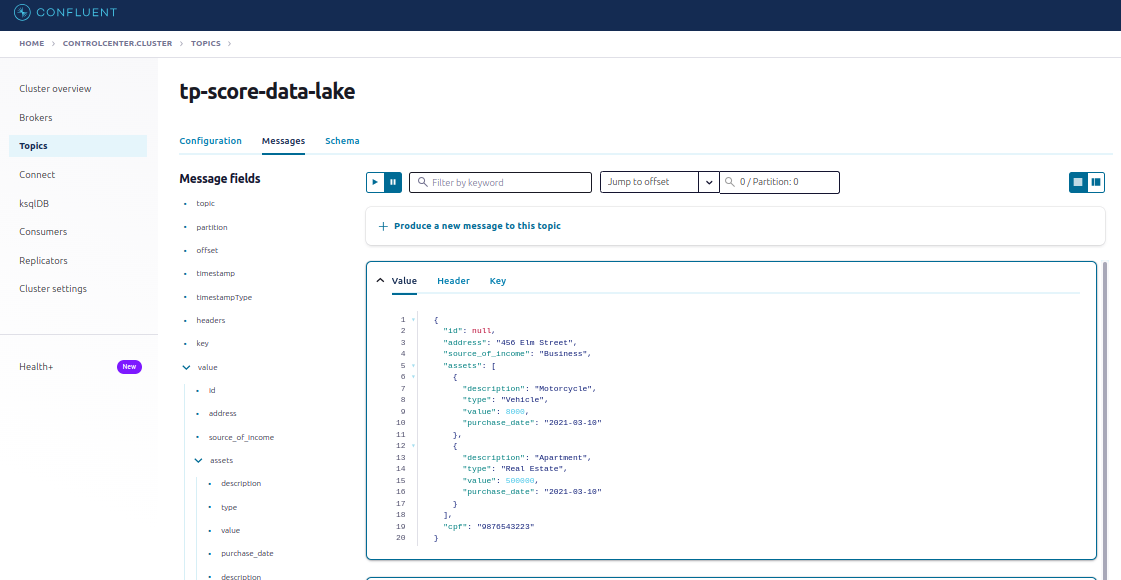 CONFLUENT
HOME > CONTROLCENTER.CLUSTER > TOPICS >
Cluster overview
Brokers
Topics
Connect
ksqlDB
Consumers
Replicators
Cluster settings
Health+ New
tp-score-data-lake
Configuration Messages Schema
Message fields
topic
partition
offset
timestamp
timestampType
headers
key
value
id
address
source_of_income
assets
description
type
value
purchase_date
description
Filter by keyword Jump to offset 0 / Partition: 0
+ Produce a new message to this topic
Value Header Key
1 {
2 "id": null,
3 "address": "456 Elm Street",
4 "source_of_income": "Business",
5 "assets": [
6 {
7 "description": "Motorcycle",
8 "type": "Vehicle",
9 "value": 8000,
10 "purchase_date": "2021-03-10"
11 },
12 {
13 "description": "Apartment",
14 "type": "Real Estate",
15 "value": 500000,
16 "purchase_date": "2021-03-10"
17 }
18 ],
19 "cpf": "9876543223"
20 }